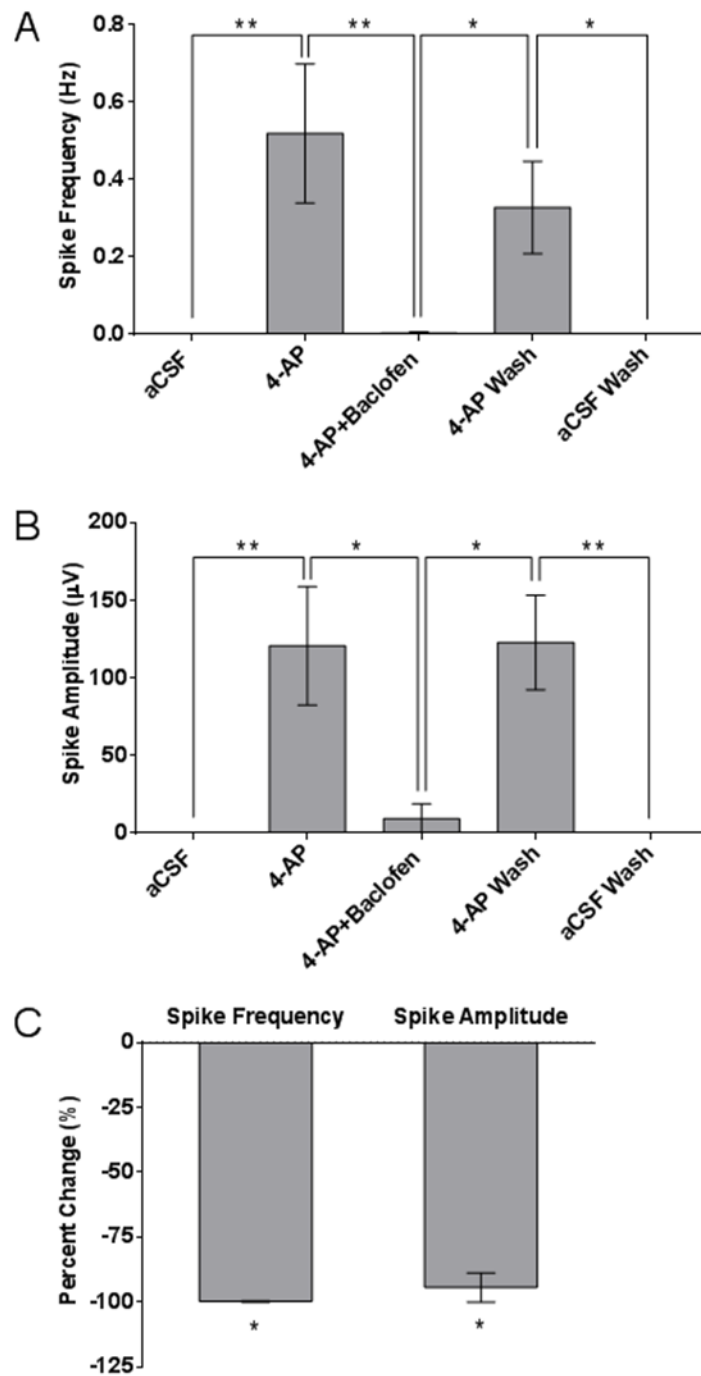 A
Spike Frequency (Hz)
0.8
0.6
0.4
0.2
0.0
** ** * *
aCSF
4-AP
4-AP+Baclofen
4-AP Wash
aCSF Wash
B
Spike Amplitude (µV)
200
150
100
50
0
** * * **
aCSF
4-AP
4-AP+Baclofen
4-AP Wash
aCSF Wash
C
Spike Frequency Spike Amplitude
Percent Change (%)
0
-25
-50
-75
-100
-125
* *